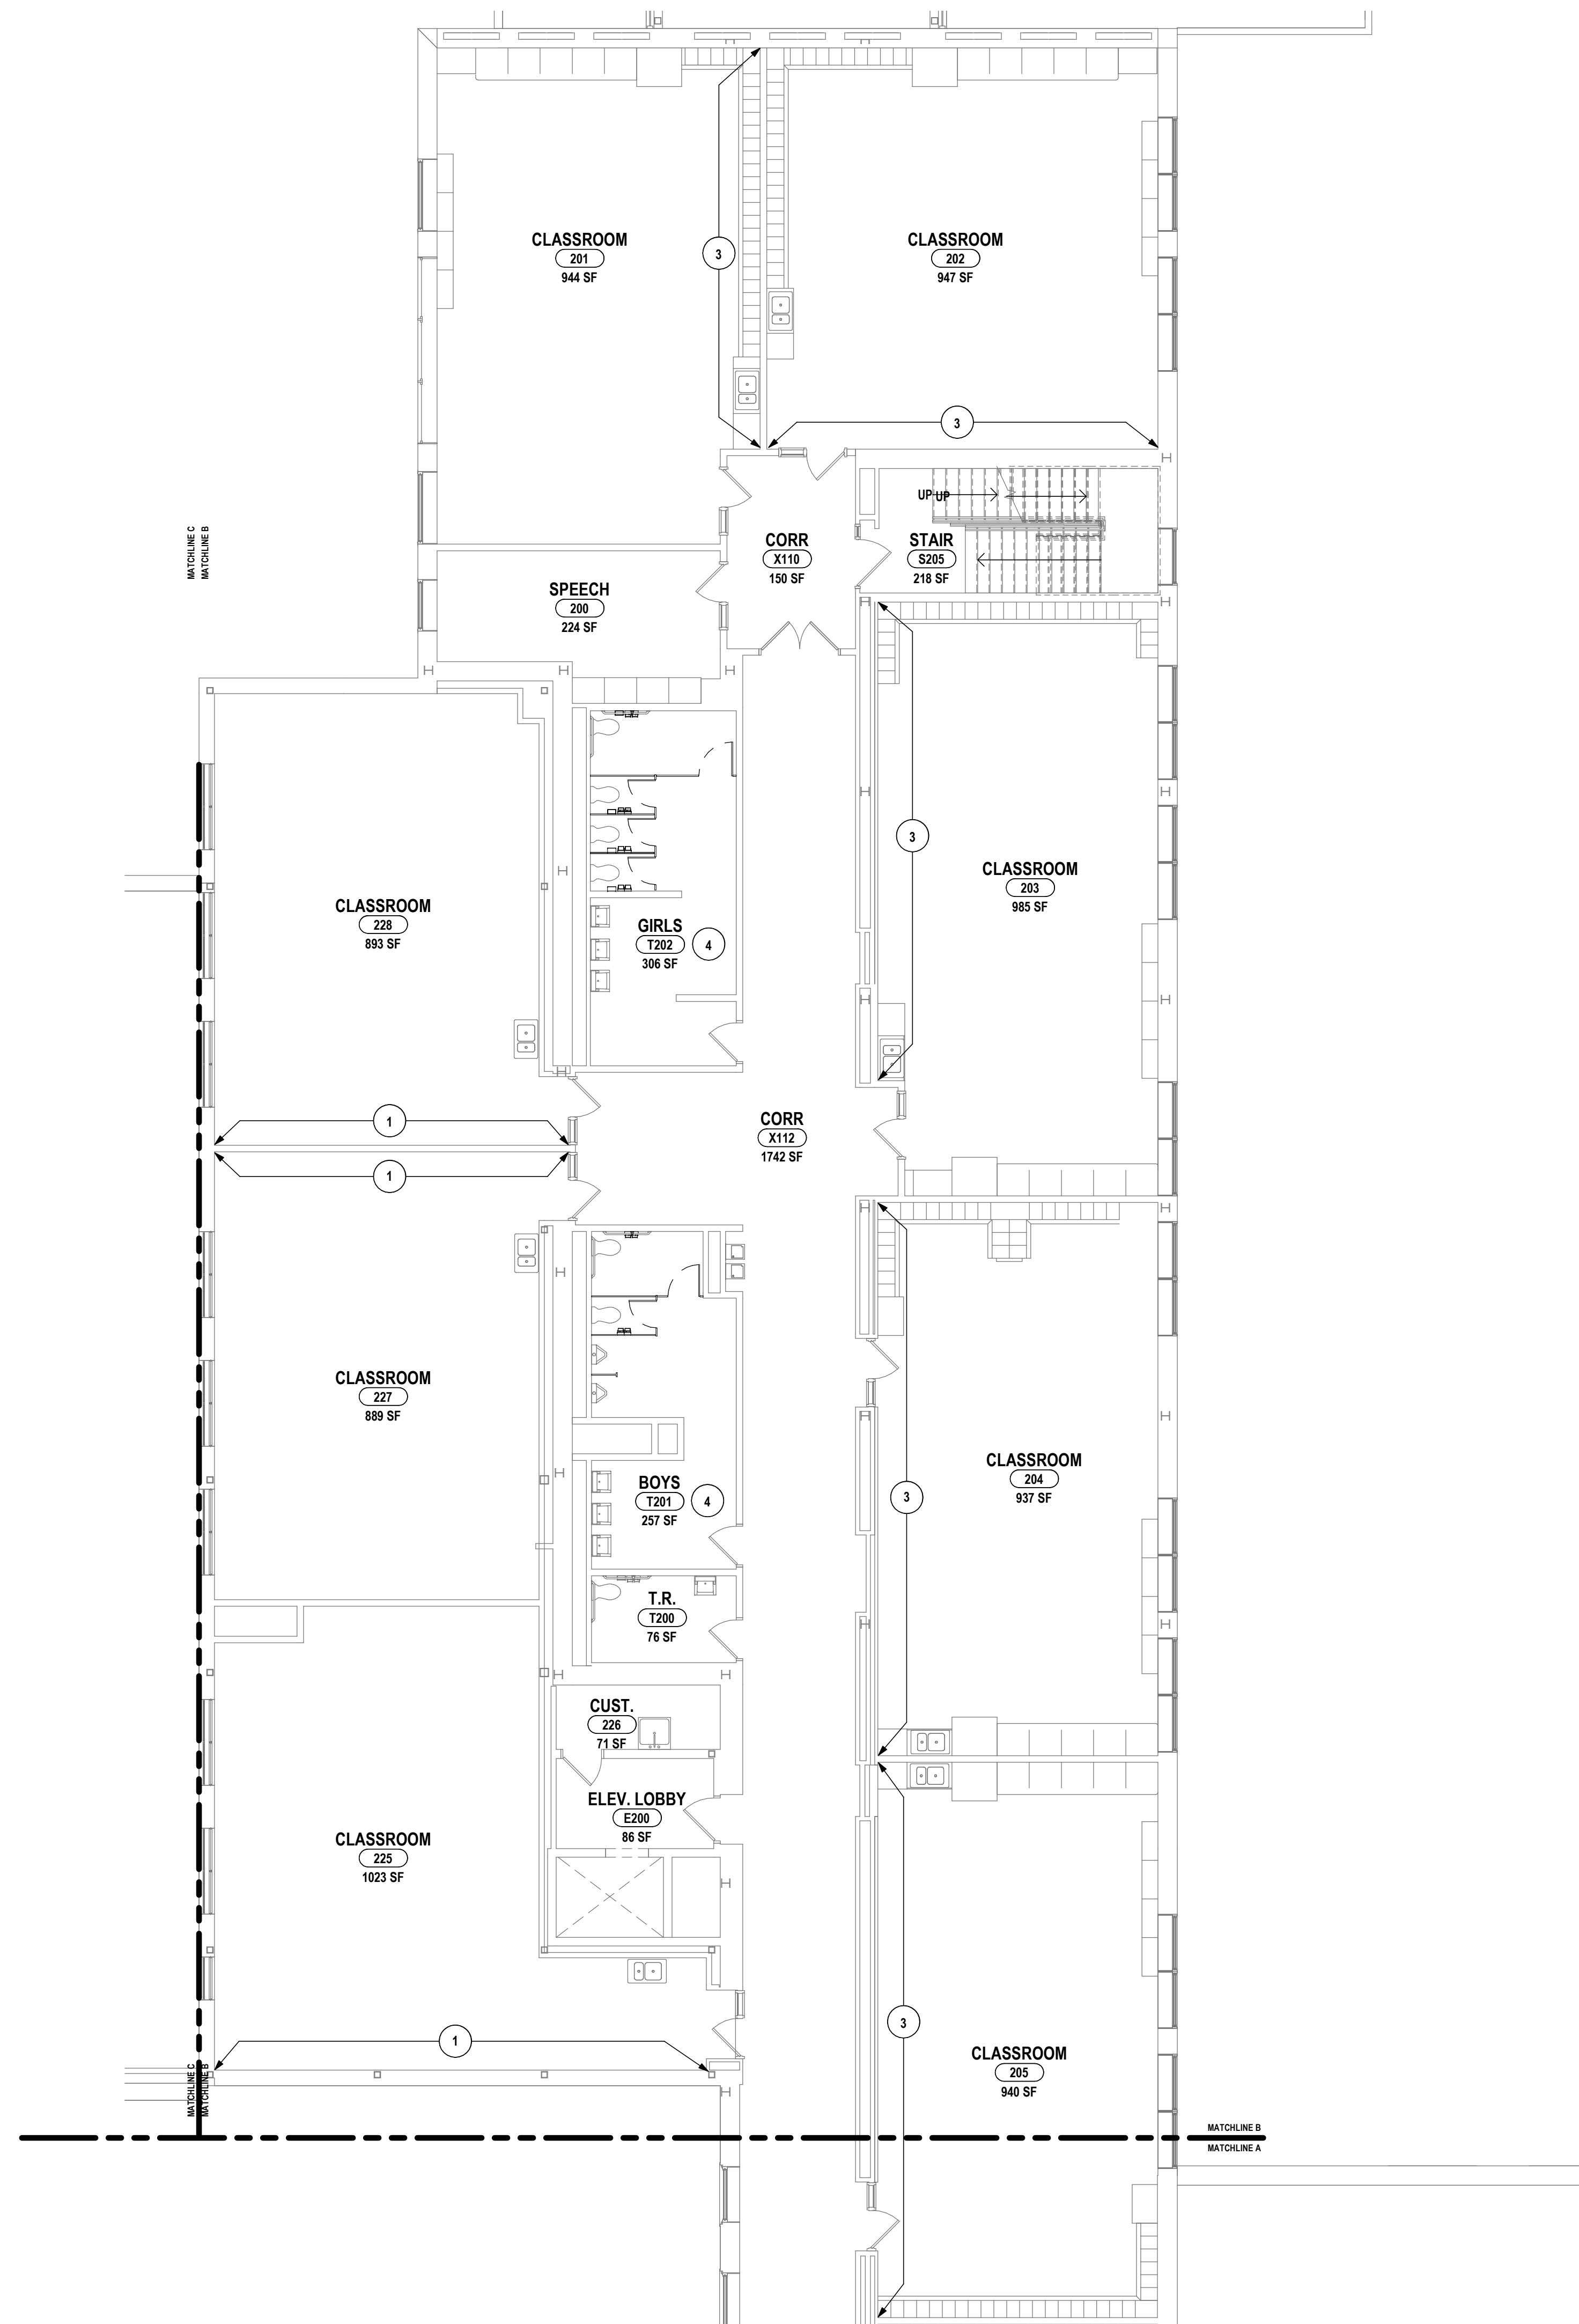 CLASSROOM
201
944 SF
3
CLASSROOM
202
947 SF
3
MATCHLINE C
MATCHLINE B
UP
UP
CORR
X110
150 SF
STAIR
S205
218 SF
SPEECH
200
224 SF
3
CLASSROOM
203
985 SF
CLASSROOM
228
893 SF
GIRLS
T202
306 SF
4
1
1
CORR
X112
1742 SF
CLASSROOM
227
889 SF
BOYS
T201
257 SF
4
3
CLASSROOM
204
937 SF
T.R.
T200
76 SF
CUST.
226
71 SF
ELEV. LOBBY
E200
86 SF
CLASSROOM
225
1023 SF
1
3
CLASSROOM
205
940 SF
MATCHLINE C
MATCHLINE B
MATCHLINE B
MATCHLINE A